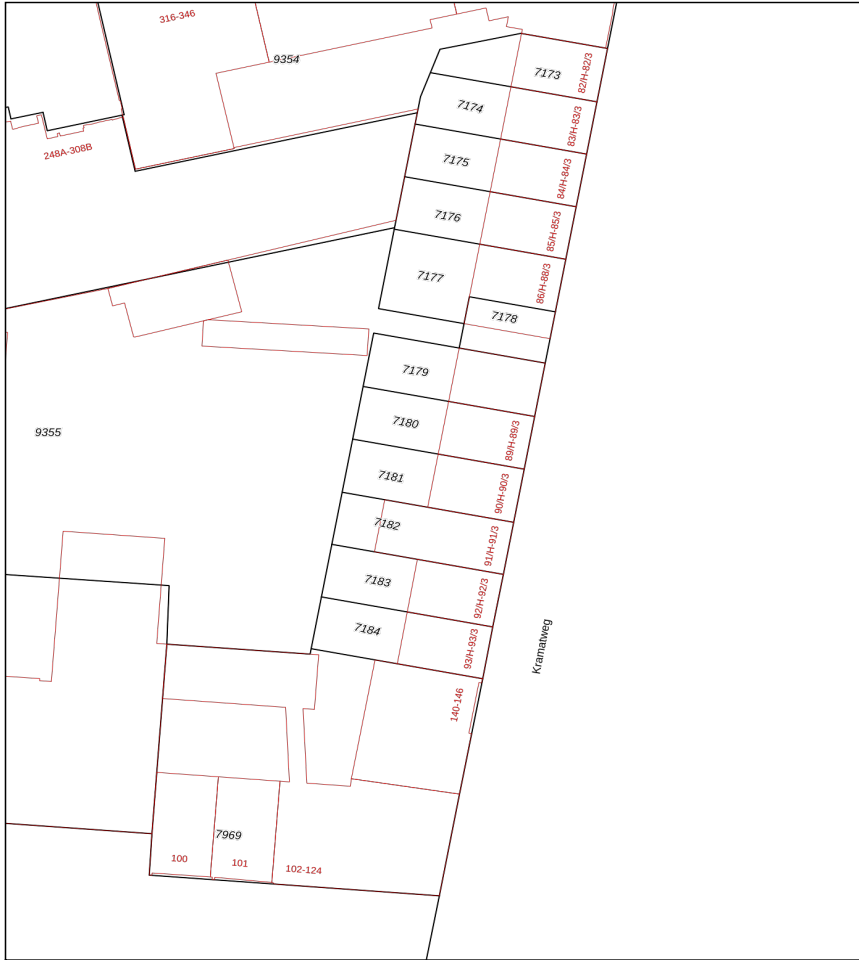 316-346
9354
7173
82/H-82/3
7174
83/H-83/3
248A-308B
7175
84/H-84/3
7176
85/H-85/3
7177
86/H-88/3
7178
7179
9355
7180
89/H-89/3
7181
90/H-90/3
7182
91/H-91/3
7183
92/H-92/3
7184
93/H-93/3
Kramatweg
140-146
7969
100
101
102-124